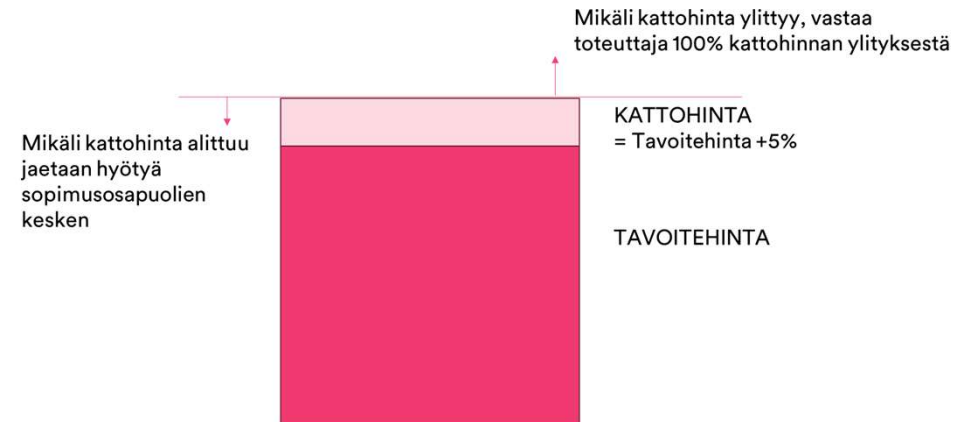 Mikäli kattohinta ylittyy, vastaa
toteuttaja 100% kattohinnan ylityksestä
KATTOHINTA
= Tavoitehinta +5%
Mikäli kattohinta alittuu
jaetaan hyötyä
sopimusosapuolien
kesken
TAVOITEHINTA